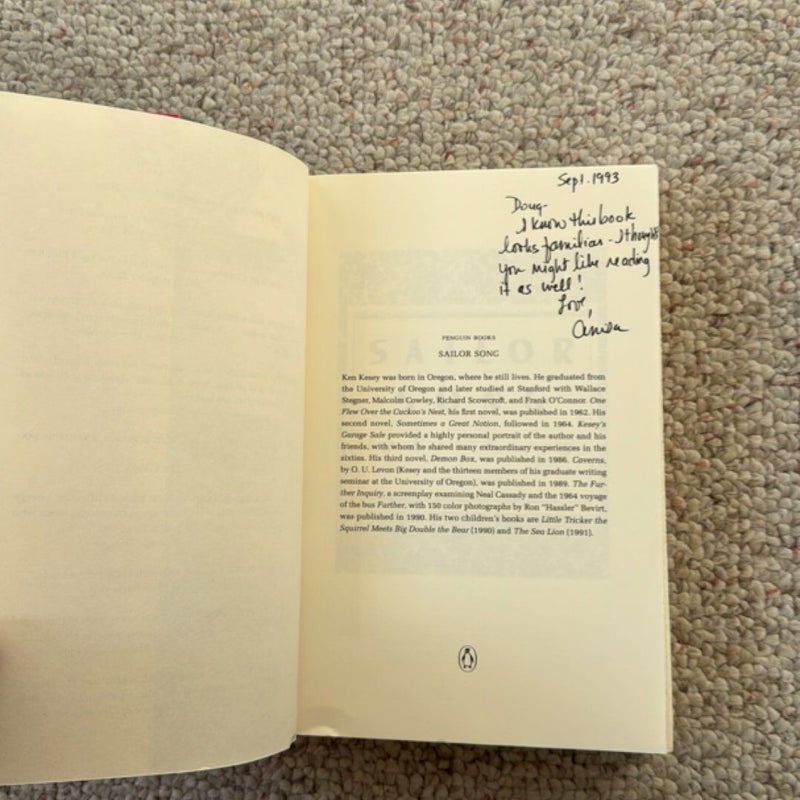 Sept. 1993
Doug-
I know this book
looks familiar - I thought
you might like reading
it as well!
Love,
PENGUIN BOOKS
SAILOR SONG
SAILOR
Ken Kesey was born in Oregon, where he still lives. He graduated from
the University of Oregon and later studied at Stanford with Wallace
Stegner, Malcolm Cowley, Richard Scowcroft, and Frank O'Connor. One
Flew Over the Cuckoo's Nest, his first novel, was published in 1962. His
second novel, Sometimes a Great Notion, followed in 1964. Kesey's
Garage Sale provided a highly personal portrait of the author and his
friends, with whom he shared many extraordinary experiences in the
sixties. His third novel, Demon Box, was published in 1986. Caverns,
by O. U. Levon (Kesey and the thirteen members of his graduate writing
seminar at the University of Oregon), was published in 1989. The Fur-
ther Inquiry, a screenplay examining Neal Cassady and the 1964 voyage
of the bus Further, with 150 color photographs by Ron "Hassler" Bevirt,
was published in 1990. His two children's books are Little Tricker the
Squirrel Meets Big Double the Bear (1990) and The Sea Lion (1991).